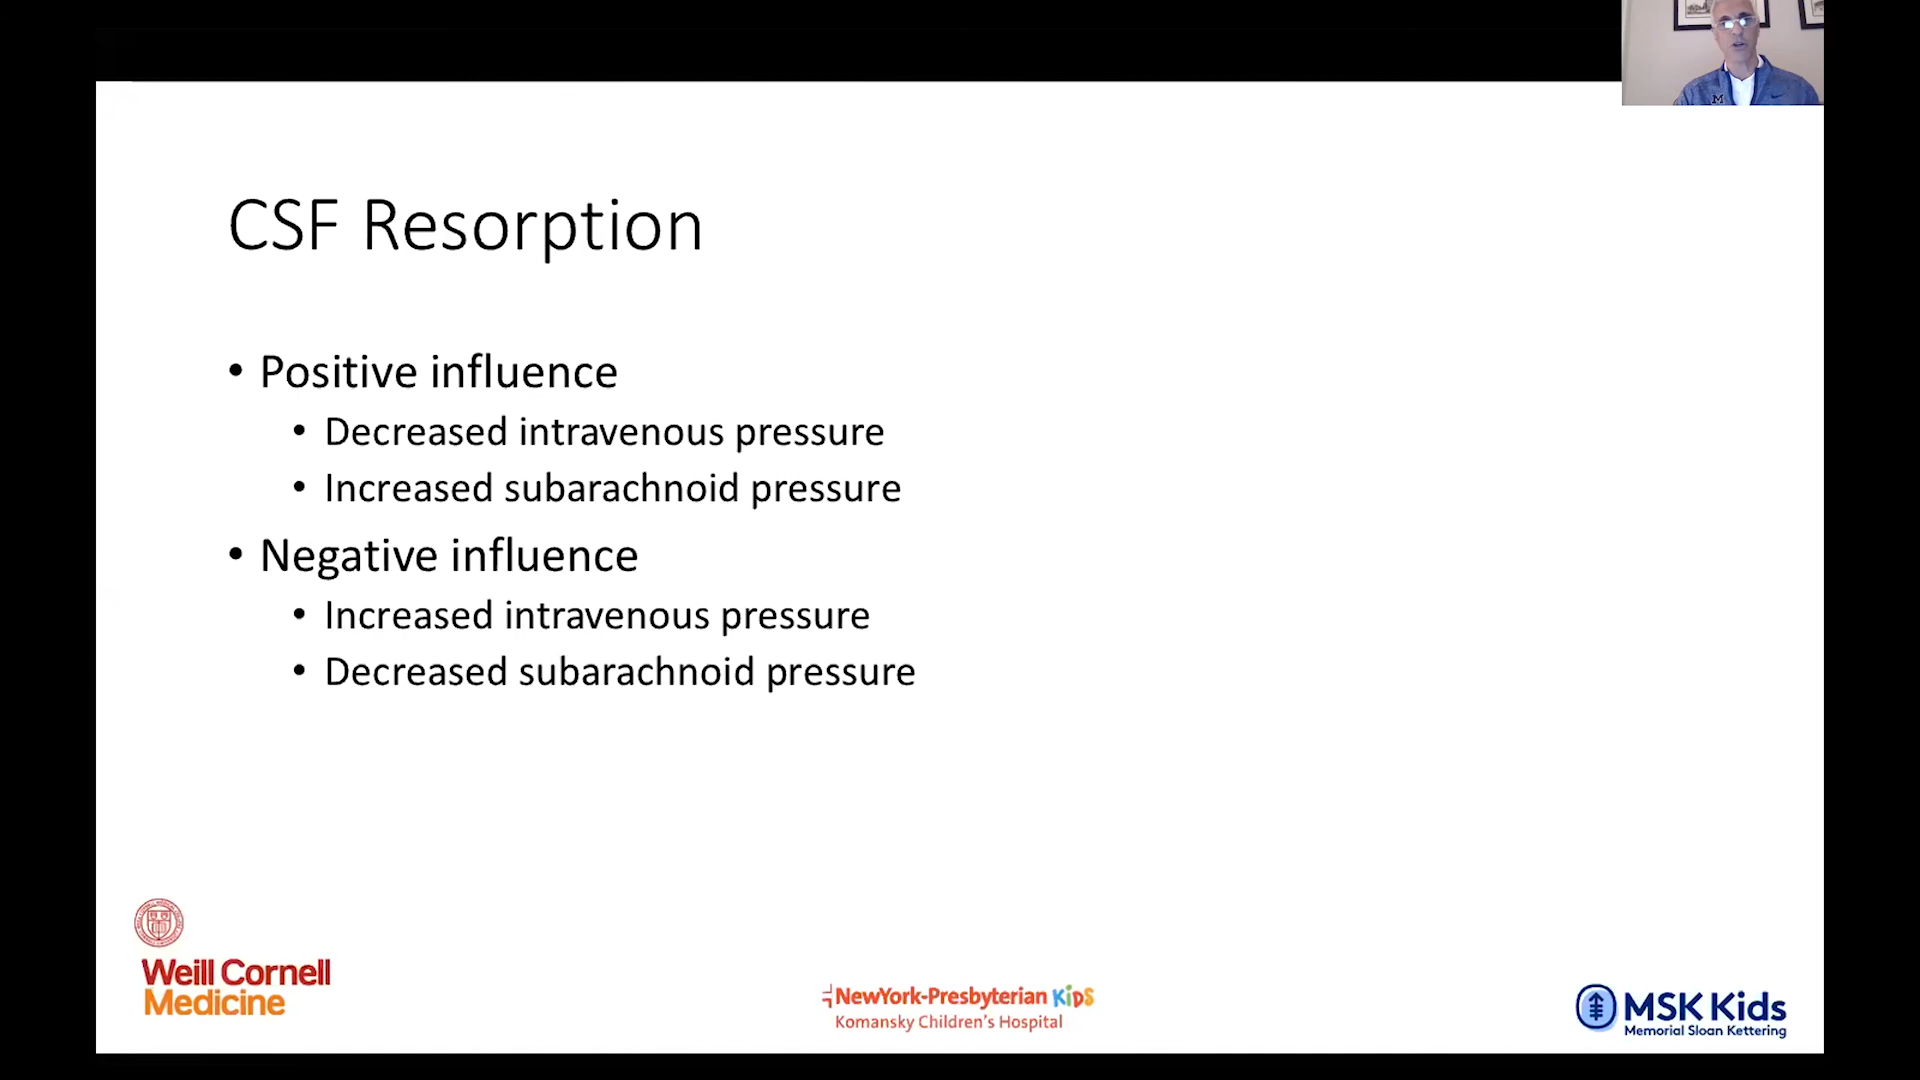 CSF Resorption
• Positive influence
• Decreased intravenous pressure
• Increased subarachnoid pressure
• Negative influence
• Increased intravenous pressure
• Decreased subarachnoid pressure
Weill Cornell
Medicine
NewYork-Presbyterian KiDS
Komansky Children's Hospital
MSK Kids
Memorial Sloan Kettering
M